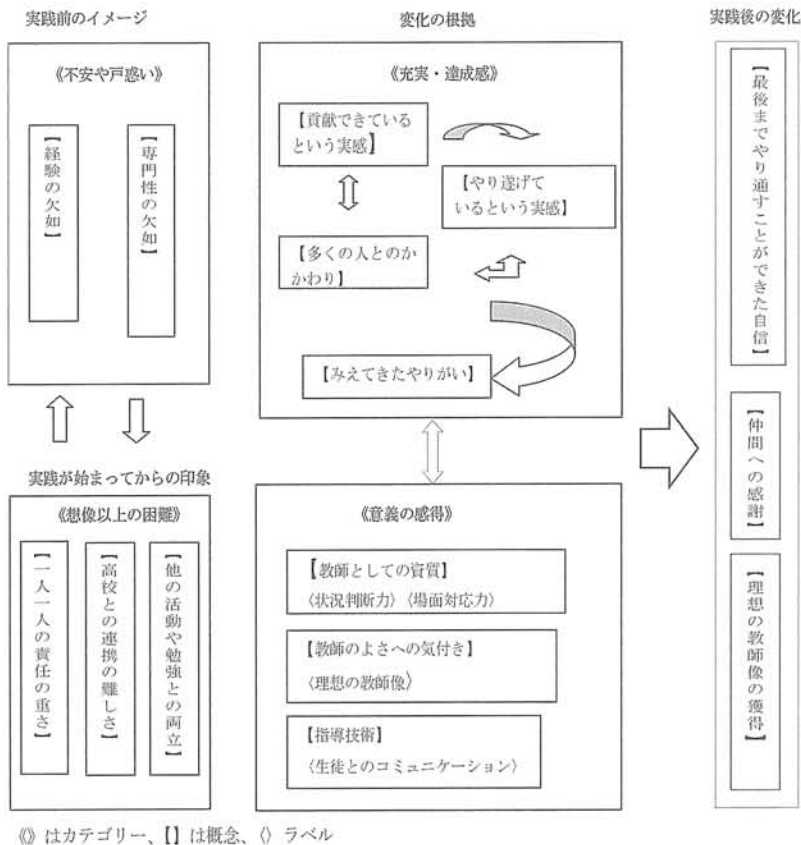 実践前のイメージ
《不安や戸惑い》
【経験の欠如】
【専門性の欠如】
実践が始まってからの印象
《想像以上の困難》
【一人一人の責任の重さ】
【高校との連携の難しさ】
【他の活動や勉強との両立】
変化の根拠
《充実・達成感》
【貢献できている
という実感】
【やり遂げて
いるという実感】
【多くの人とのか
かわり】
【みえてきたやりがい】
《意義の感得》
【教師としての資質】
〈状況判断力〉〈場面対応力〉
【教師のよさへの気付き】
〈理想の教師像〉
【指導技術】
〈生徒とのコミュニケーション〉
実践後の変化
【最後までやり通すことができた自信】
【仲間への感謝】
【理想の教師像の獲得】
《》はカテゴリー、【】は概念、〈〉ラベル